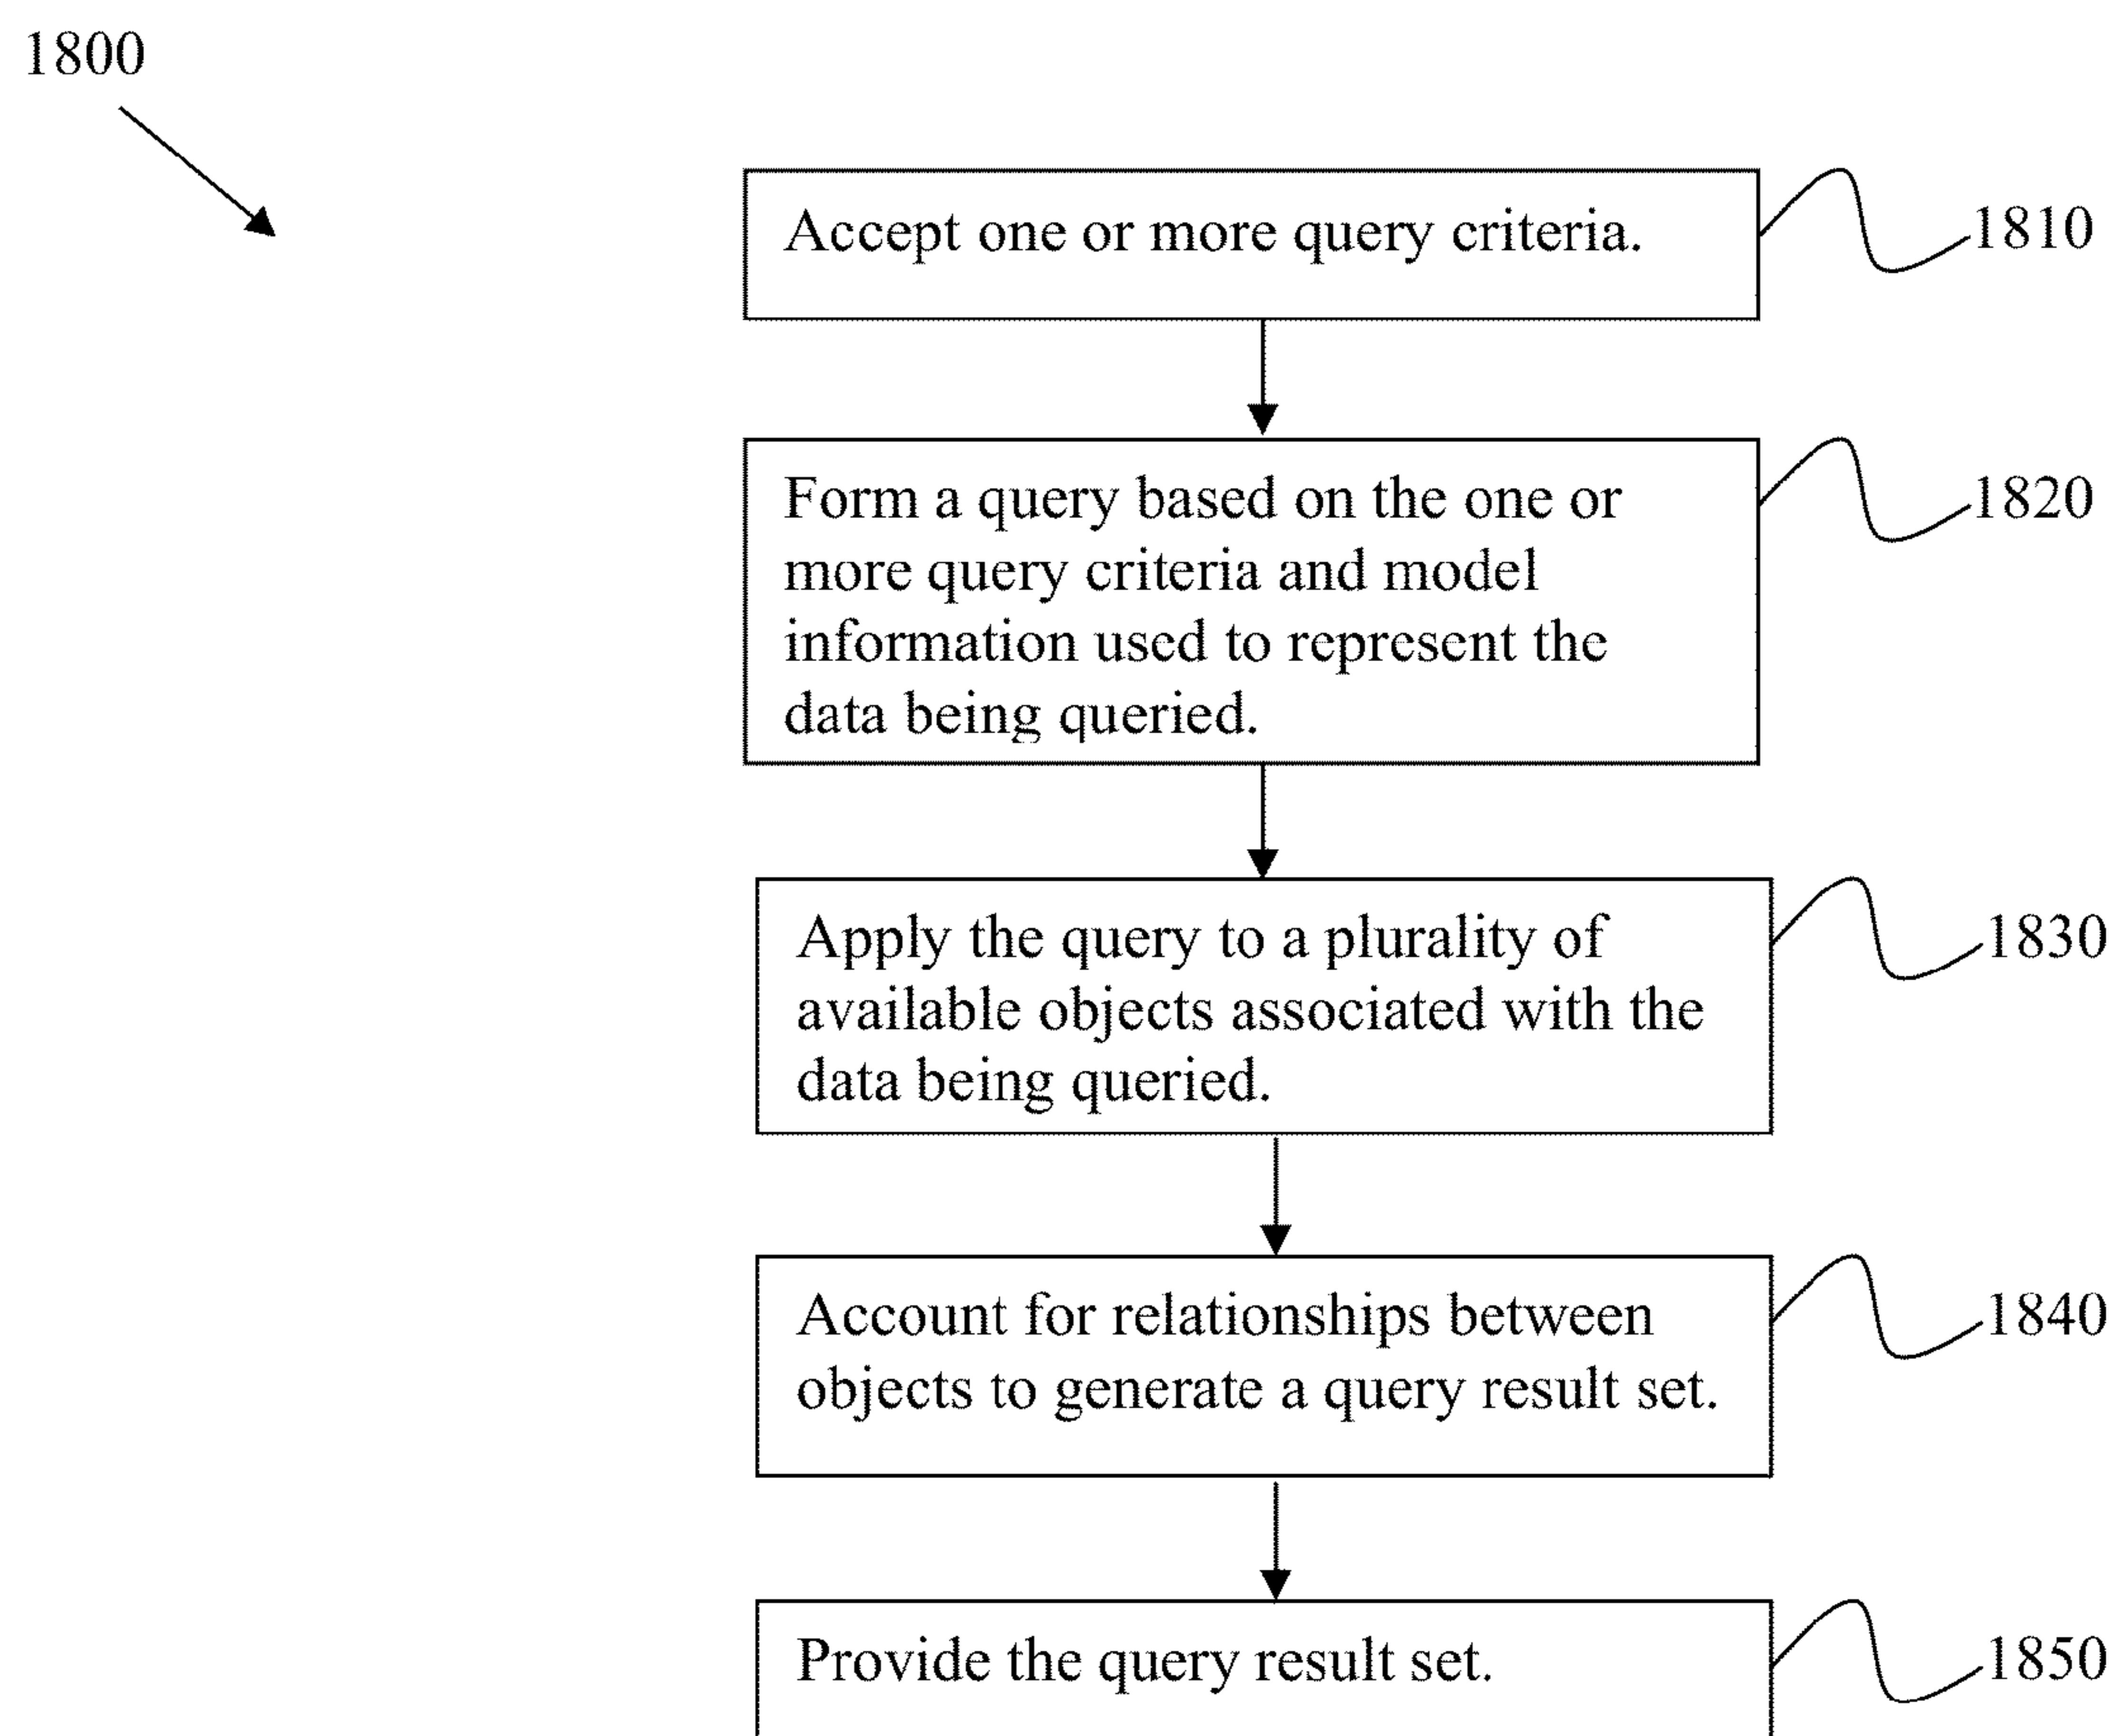 1800
Accept one or more query criteria.
1810
Form a query based on the one or
more query criteria and model
information used to represent the
data being queried.
1820
Apply the query to a plurality of
available objects associated with the
data being queried.
1830
Account for relationships between
objects to generate a query result set.
1840
Provide the query result set.
1850